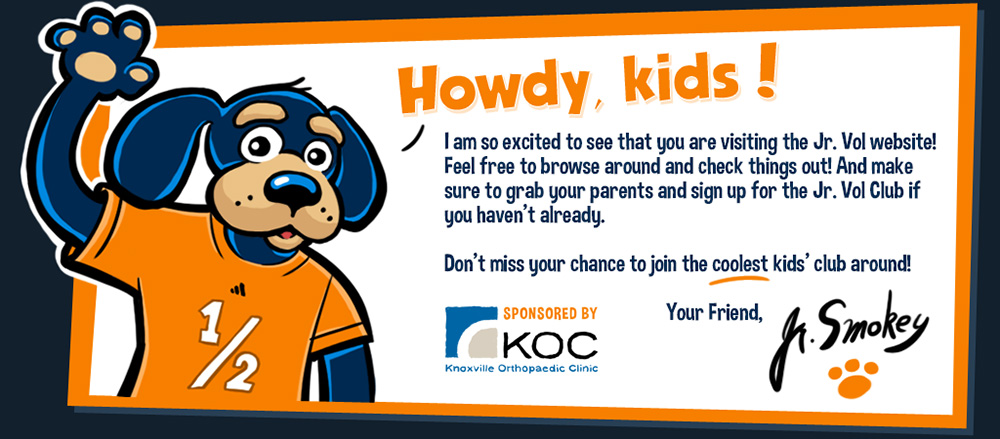 Howdy, kids!
I am so excited to see that you are visiting the Jr. Vol website!
Feel free to browse around and check things out! And make
sure to grab your parents and sign up for the Jr. Vol Club if
you haven't already.
Don't miss your chance to join the coolest kids' club around!
SPONSORED BY
KOC
Knoxville Orthopaedic Clinic
Your Friend,
Jr. Smokey
1/2